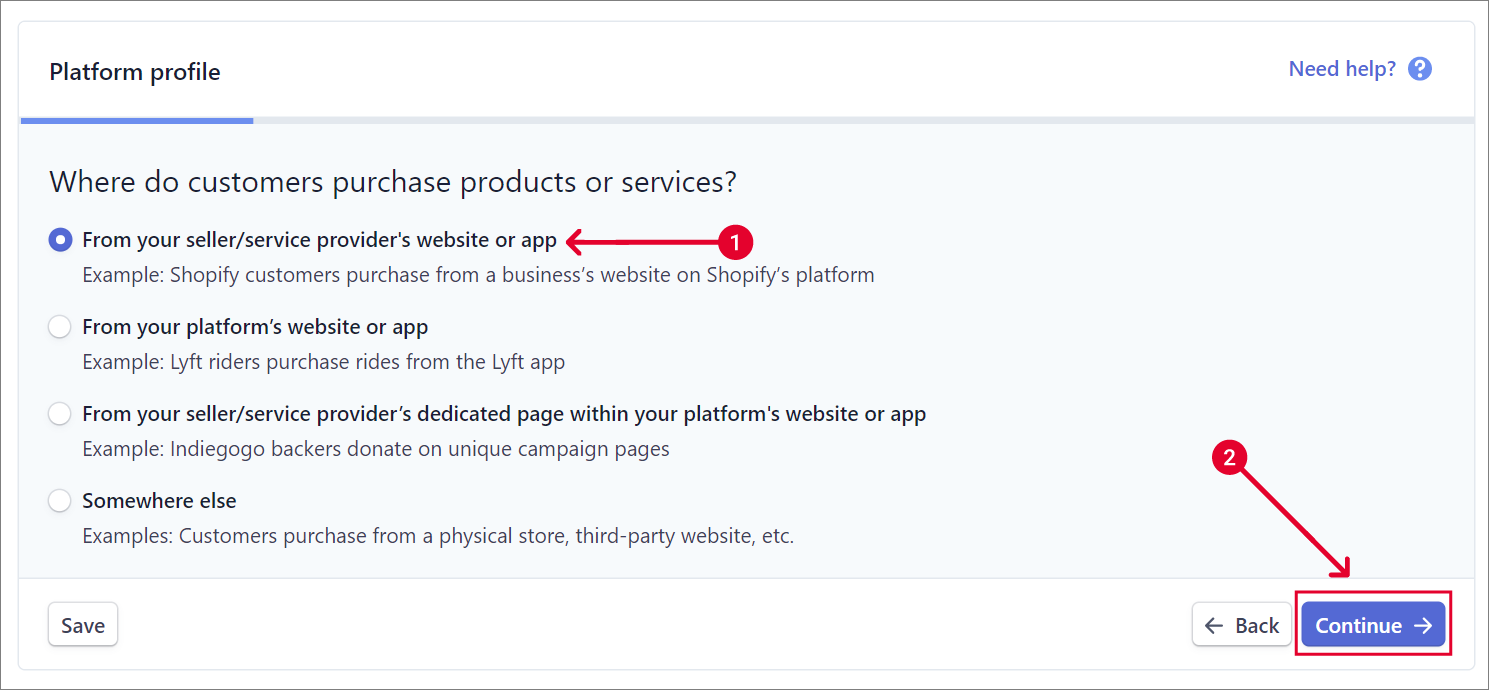 Platform profile
Need help? ?
Where do customers purchase products or services?
From your seller/service provider's website or app
1
Example: Shopify customers purchase from a business’s website on Shopify’s platform
From your platform’s website or app
Example: Lyft riders purchase rides from the Lyft app
From your seller/service provider’s dedicated page within your platform's website or app
Example: Indiegogo backers donate on unique campaign pages
2
Somewhere else
Examples: Customers purchase from a physical store, third-party website, etc.
Save
← Back
Continue →